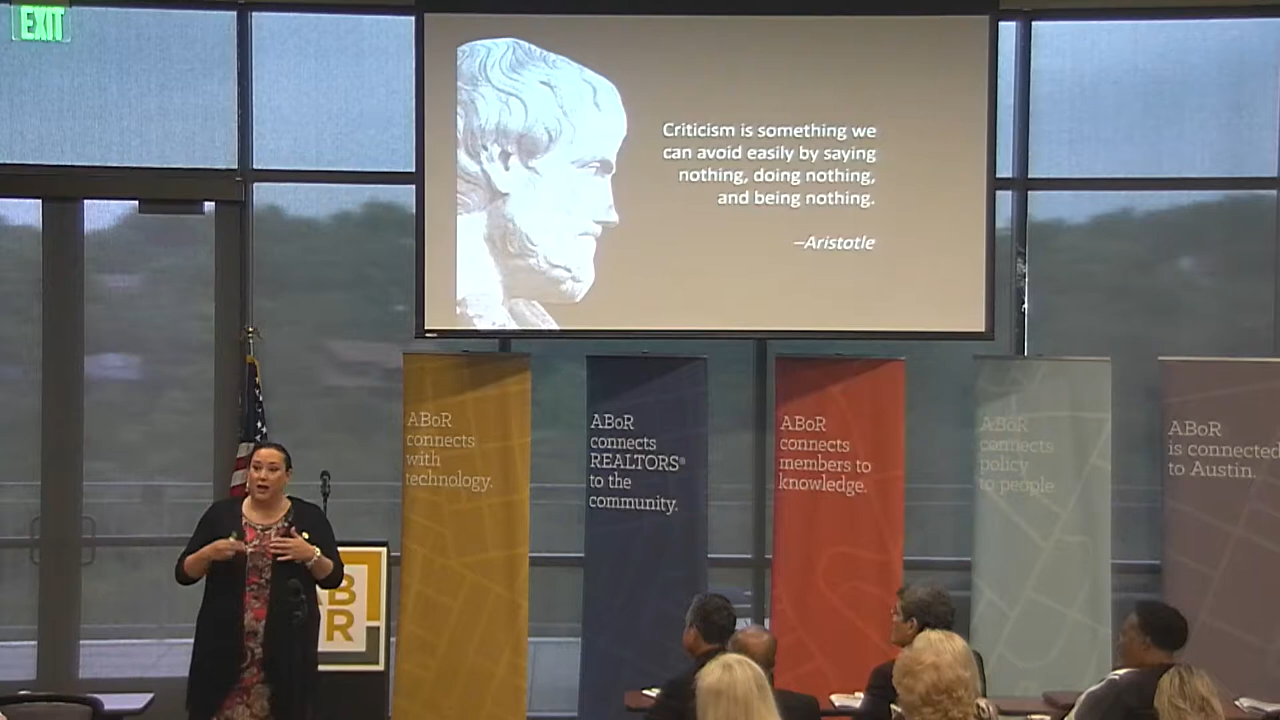 EXIT
Criticism is something we
can avoid easily by saying
nothing, doing nothing,
and being nothing.
–Aristotle
ABoR
connects
with
technology.
ABoR
connects
REALTORS®
to the
community.
ABoR
connects
members to
knowledge.
ABoR
connects
policy
to people.
ABoR
is connected
to Austin.
B
R